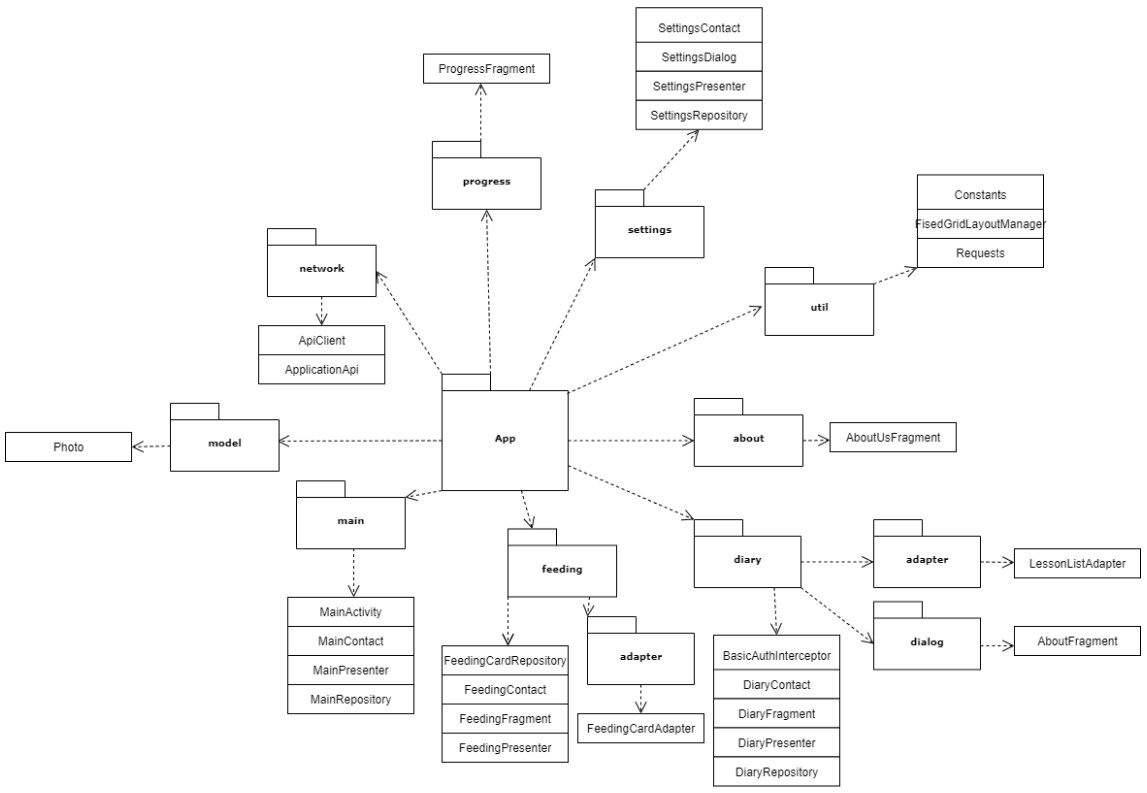 SettingsContact
SettingsDialog
SettingsPresenter
SettingsRepository
ProgressFragment
progress
settings
Constants
FisedGridLayoutManager
Requests
network
util
ApiClient
ApplicationApi
App
about
AboutUsFragment
model
Photo
main
MainActivity
MainContact
MainPresenter
MainRepository
feeding
FeedingCardRepository
FeedingContact
FeedingFragment
FeedingPresenter
adapter
FeedingCardAdapter
diary
BasicAuthInterceptor
DiaryContact
DiaryFragment
DiaryPresenter
DiaryRepository
adapter
LessonListAdapter
dialog
AboutFragment